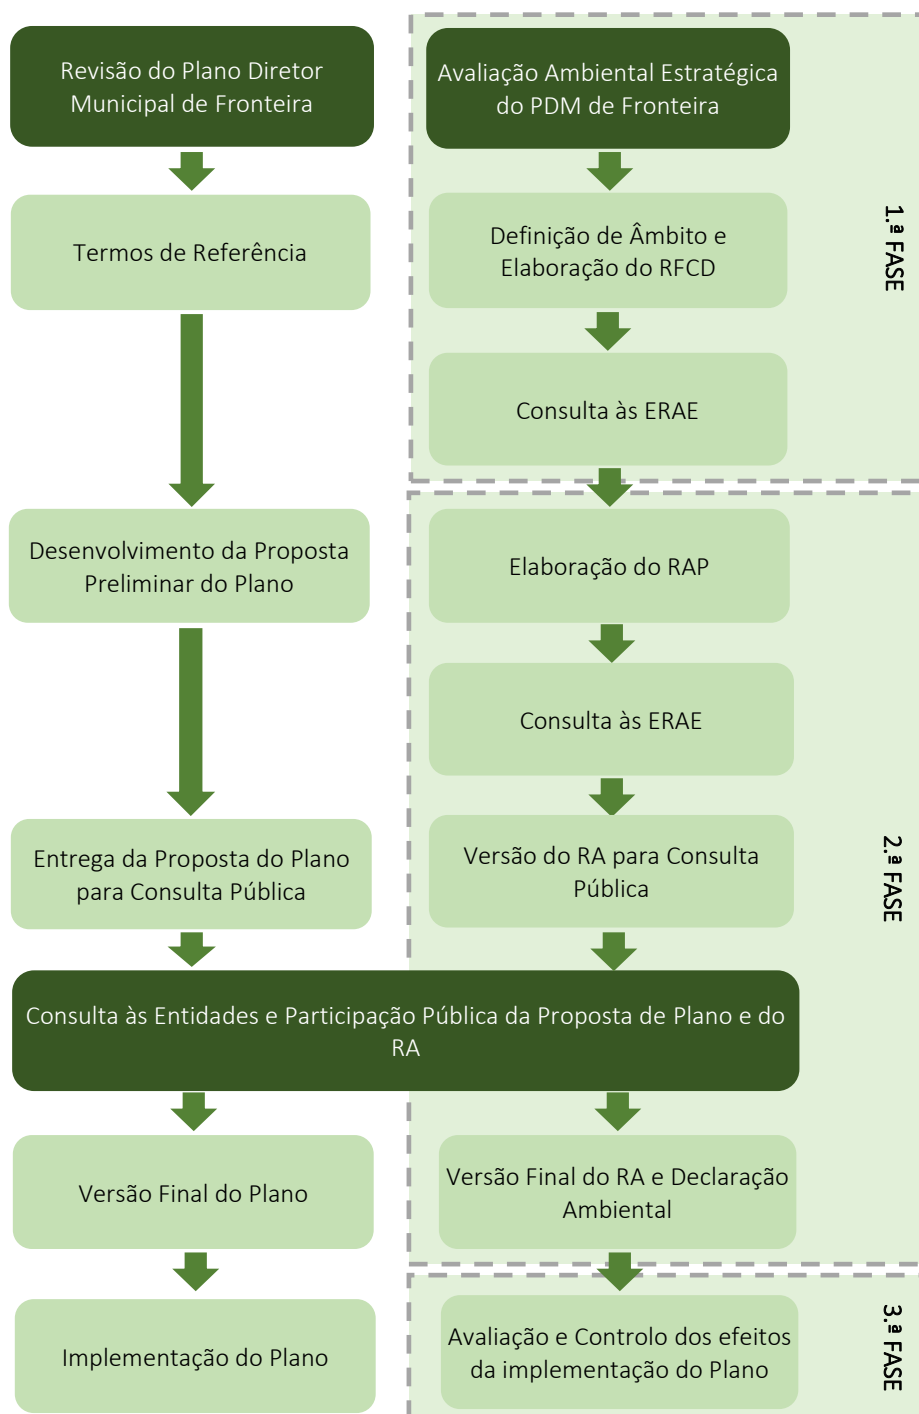 Revisão do Plano Diretor
Municipal de Fronteira
Avaliação Ambiental Estratégica
do PDM de Fronteira
1.ª FASE
Termos de Referência
Definição de Âmbito e
Elaboração do RFCD
Consulta às ERAE
Desenvolvimento da Proposta
Preliminar do Plano
Elaboração do RAP
Consulta às ERAE
2.ª FASE
Entrega da Proposta do Plano
para Consulta Pública
Versão do RA para Consulta
Pública
Consulta às Entidades e Participação Pública da Proposta de Plano e do
RA
Versão Final do Plano
Versão Final do RA e Declaração
Ambiental
Implementação do Plano
Avaliação e Controlo dos efeitos
da implementação do Plano
3.ª FASE